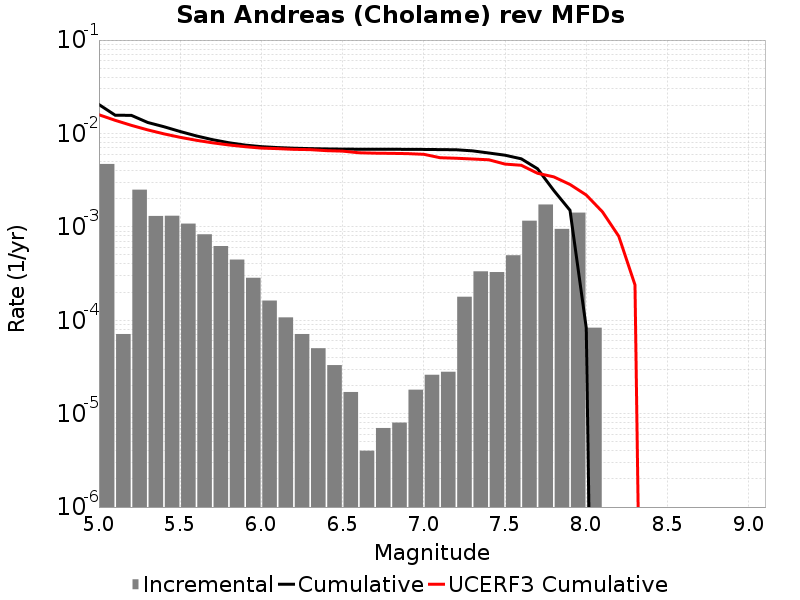 San Andreas (Cholame) rev MFDs
10^-1
10^-2
10^-3
10^-4
10^-5
10^-6
Rate (1/yr)
5.0 5.5 6.0 6.5 7.0 7.5 8.0 8.5 9.0
Magnitude
Incremental Cumulative UCERF3 Cumulative